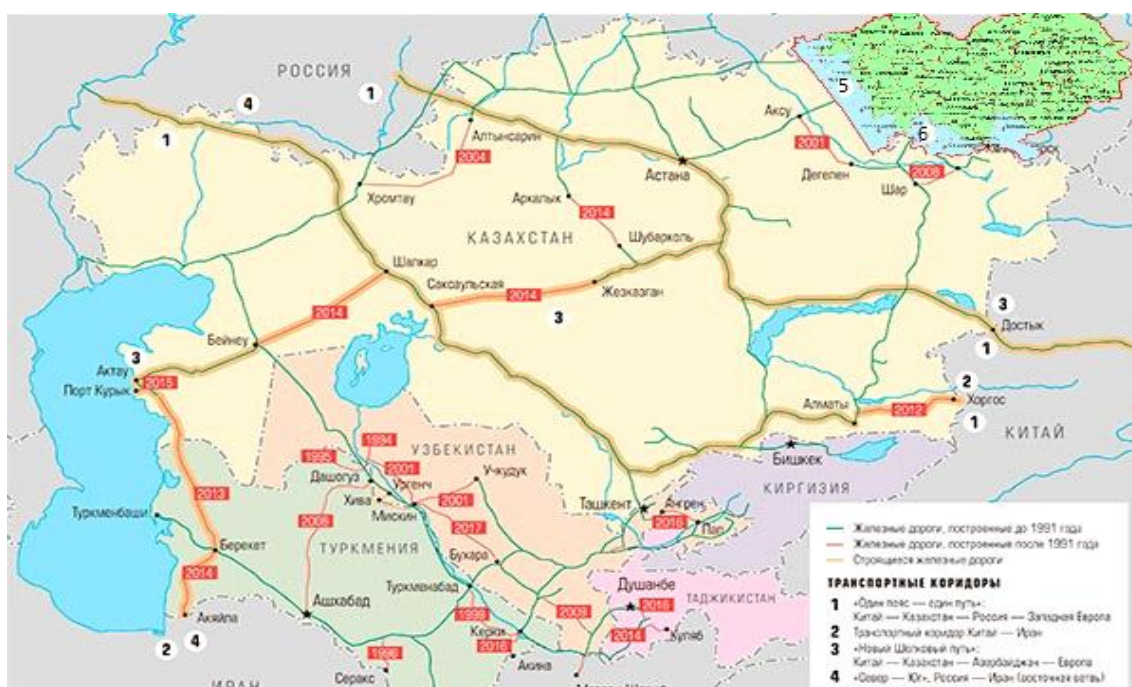 РОССИЯ
1
4
1
Алтынсарин
2004
Хромтау
Астана
Аксу
2001
Дегелен
Шар
2008
5
6
Аркалык
2014
Шубарколь
КАЗАХСТАН
Шалкар
2014
Саксаульская
2014
Жезказган
3
3
Достык
1
Бейнеу
3
Актау
2015
Порт Курык
Алматы
2012
2
Хоргос
1
КИТАЙ
Бишкек
КИРГИЗИЯ
1994
УЗБЕКИСТАН
1995
Дашогуз
2001
Ургенч
Учкудук
Хива
2001
Мискин
Ташкент
Ангрен
2016
Пап
2013
Туркменбаши
2006
ТУРКМЕНИЯ
2017
Бухара
Берекет
2014
Туркменабад
Ашхабад
Душанбе
2016
ТАДЖИКИСТАН
Акяйла
2
4
1999
2009
Керки
2016
2014
Куляб
Акина
1996
Серакс
ИРАН
Железные дороги, построенные до 1991 года
Железные дороги, построенные после 1991 года
Строящиеся железные дороги
ТРАНСПОРТНЫЕ КОРИДОРЫ
1 «Один пояс — один путь»:
Китай — Казахстан — Россия — Западная Европа
2 Транспортный коридор Китай — Иран
3 «Новый Шелковый путь»:
Китай — Казахстан — Азербайджан — Европа
4 «Север — Юг». Россия — Иран (восточная ветвь)